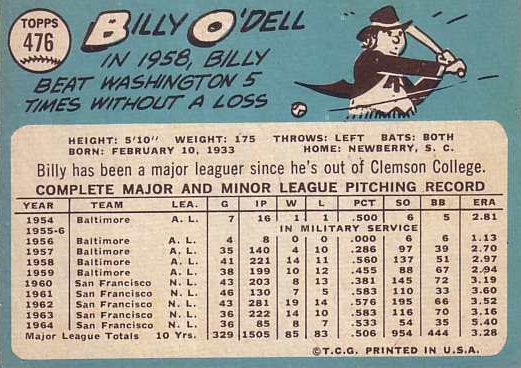 TOPPS
476
BILLY O'DELL
IN 1958, BILLY
BEAT WASHINGTON 5
TIMES WITHOUT A LOSS
HEIGHT: 5'10" WEIGHT: 175 THROWS: LEFT BATS: BOTH
BORN: FEBRUARY 10, 1933 HOME: NEWBERRY, S. C.
Billy has been a major leaguer since he's out of Clemson College.
COMPLETE MAJOR AND MINOR LEAGUE PITCHING RECORD
YEAR TEAM LEA. G IP W L PCT SO BB ERA
1954 Baltimore A. L. 7 16 1 1 .500 6 5 2.81
1955-6 IN MILITARY SERVICE
1956 Baltimore A. L. 4 8 0 0 .000 6 6 1.13
1957 Baltimore A. L. 35 140 4 10 .286 97 39 2.70
1958 Baltimore A. L. 41 221 14 11 .560 137 51 2.97
1959 Baltimore A. L. 38 199 10 12 .455 88 67 2.94
1960 San Francisco N. L. 43 203 8 13 .381 145 72 3.19
1961 San Francisco N. L. 46 130 7 5 .583 110 33 3.60
1962 San Francisco N. L. 43 281 19 14 .576 195 66 3.52
1963 San Francisco N. L. 36 222 14 10 .583 116 70 3.16
1964 San Francisco N. L. 36 85 8 7 .533 54 35 5.40
Major League Totals 10 Yrs. 329 1505 85 83 .506 954 444 3.28
©T.C.G. PRINTED IN U.S.A.